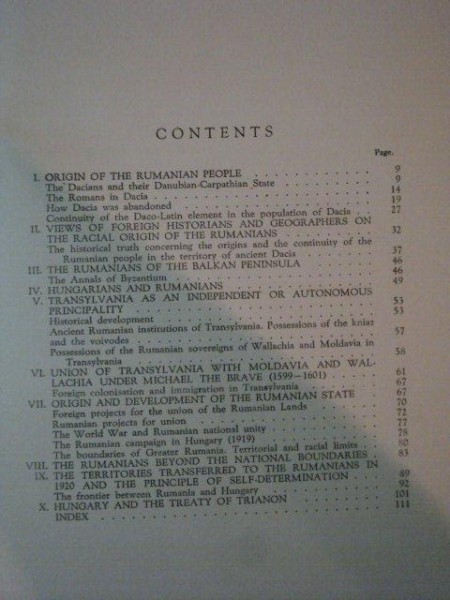 CONTENTS
Page.
I. ORIGIN OF THE RUMANIAN PEOPLE . . . . . . . . . . . 9
The Dacians and their Danubian-Carpathian State . . . . . . . 9
The Romans in Dacia . . . . . . . . . . . . . . 14
How Dacia was abandoned . . . . . . . . . . . . 19
Continuity of the Daco-Latin element in the population of Dacia . . 27
II. VIEWS OF FOREIGN HISTORIANS AND GEOGRAPHERS ON
THE RACIAL ORIGIN OF THE RUMANIANS . . . . . . . 32
The historical truth concerning the origins and the continuity of the
Rumanian people in the territory of ancient Dacia . . . . . 37
III. THE RUMANIANS OF THE BALKAN PENINSULA . . . . . . 46
The Annals of Byzantium . . . . . . . . . . . . 46
IV. HUNGARIANS AND RUMANIANS . . . . . . . . . . 49
V. TRANSYLVANIA AS AN INDEPENDENT OR AUTONOMOUS
PRINCIPALITY . . . . . . . . . . . . . . . 53
Historical development . . . . . . . . . . . . . 53
Ancient Rumanian institutions of Transylvania. Possessions of the kniaz
and the voivodes . . . . . . . . . . . . . . 57
Possessions of the Rumanian sovereigns of Wallachia and Moldavia in
Transylvania . . . . . . . . . . . . . . . 58
VI. UNION OF TRANSYLVANIA WITH MOLDAVIA AND WAL-
LACHIA UNDER MICHAEL THE BRAVE (1599–1601) . . . . 61
Foreign colonisation and immigration in Transylvania . . . . . 67
VII. ORIGIN AND DEVELOPMENT OF THE RUMANIAN STATE . . 67
Foreign projects for the union of the Rumanian Lands . . . . . 70
Rumanian projects for union . . . . . . . . . . . 72
The World War and Rumanian national unity . . . . . . . 77
The Rumanian campaign in Hungary (1919) . . . . . . . . 78
The boundaries of Greater Rumania. Territorial and racial limits . . 80
VIII. THE RUMANIANS BEYOND THE NATIONAL BOUNDARIES . 83
IX. THE TERRITORIES TRANSFERRED TO THE RUMANIANS IN
1920 AND THE PRINCIPLE OF SELF-DETERMINATION . . . 89
The frontier between Rumania and Hungary . . . . . . . . 92
X. HUNGARY AND THE TREATY OF TRIANON . . . . . . . 101
INDEX . . . . . . . . . . . . . . . . 111